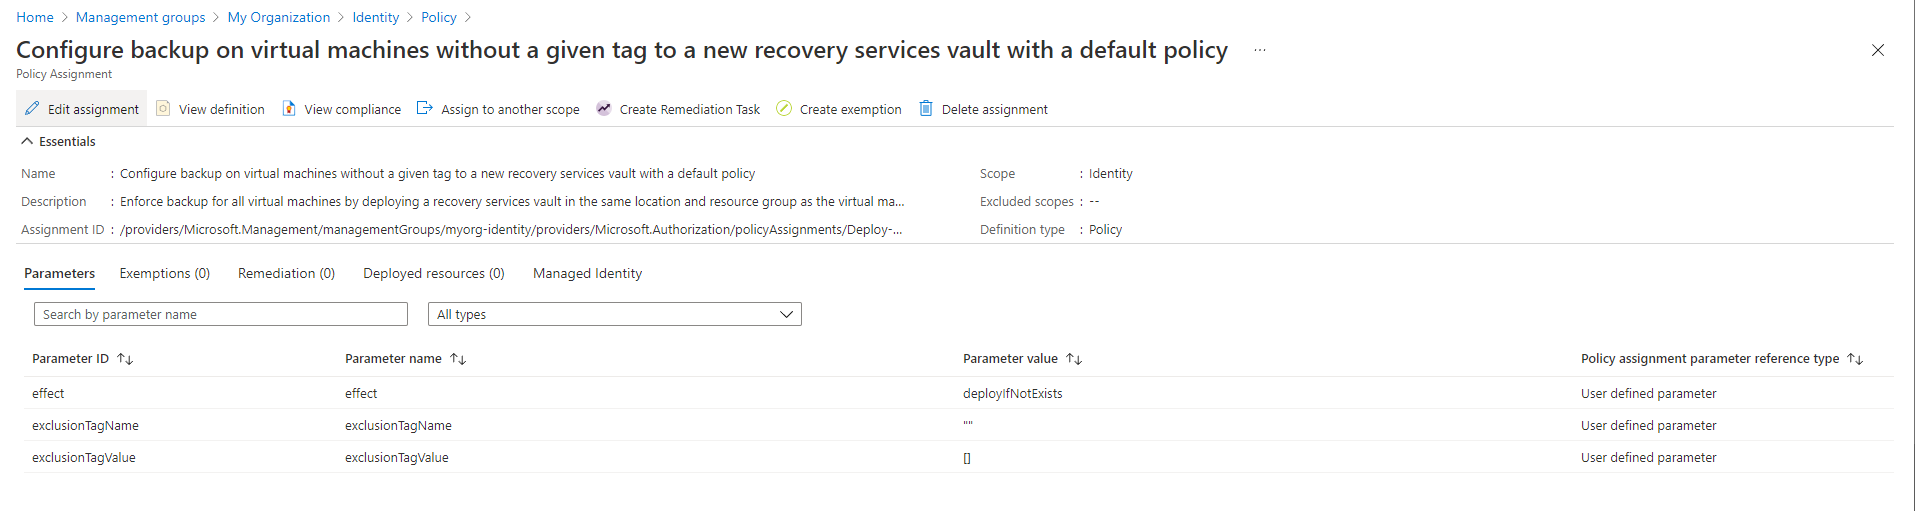 Home > Management groups > My Organization > Identity > Policy >
Configure backup on virtual machines without a given tag to a new recovery services vault with a default policy ...
Policy Assignment
Edit assignment View definition View compliance Assign to another scope Create Remediation Task Create exemption Delete assignment
Essentials
Name : Configure backup on virtual machines without a given tag to a new recovery services vault with a default policy Scope : Identity
Description : Enforce backup for all virtual machines by deploying a recovery services vault in the same location and resource group as the virtual ma... Excluded scopes : --
Assignment ID : /providers/Microsoft.Management/managementGroups/myorg-identity/providers/Microsoft.Authorization/policyAssignments/Deploy-... Definition type : Policy
Parameters Exemptions (0) Remediation (0) Deployed resources (0) Managed Identity
Search by parameter name All types
Parameter ID Parameter name Parameter value Policy assignment parameter reference type
effect effect deployIfNotExists User defined parameter
exclusionTagName exclusionTagName "" User defined parameter
exclusionTagValue exclusionTagValue [] User defined parameter